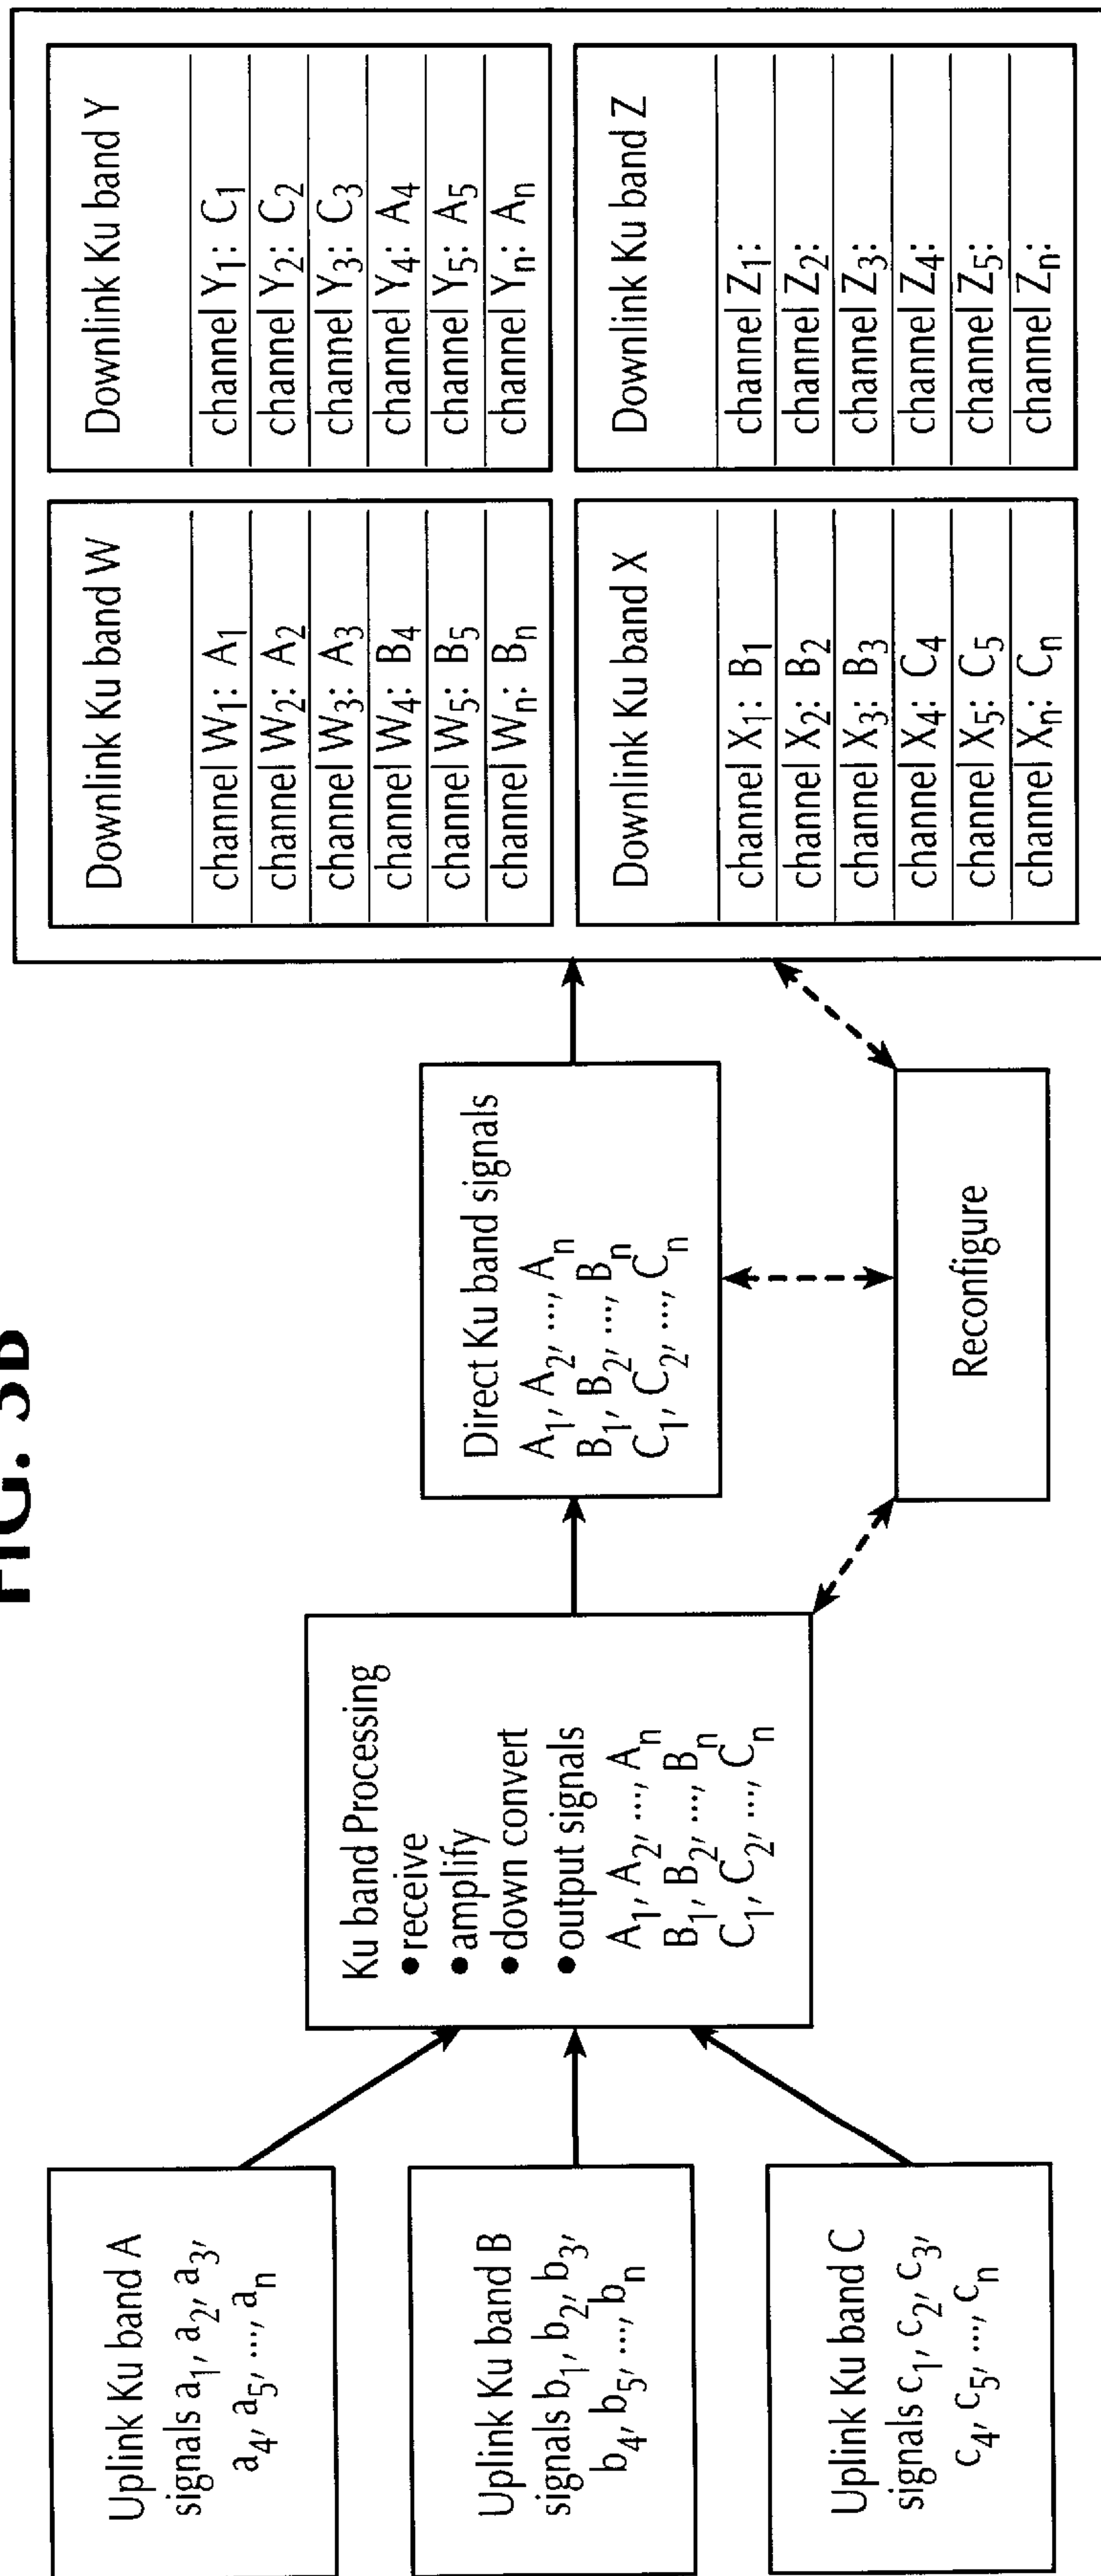 FIG. 3B
Uplink Ku band A
signals a₁, a₂, a₃,
a₄, a₅, ..., aₙ
Uplink Ku band B
signals b₁, b₂, b₃,
b₄, b₅, ..., bₙ
Uplink Ku band C
signals c₁, c₂, c₃,
c₄, c₅, ..., cₙ
Ku band Processing
•receive
•amplify
•down convert
•output signals
A₁, A₂, ..., Aₙ
B₁, B₂, ..., Bₙ
C₁, C₂, ..., Cₙ
Direct Ku band signals
A₁, A₂, ..., Aₙ
B₁, B₂, ..., Bₙ
C₁, C₂, ..., Cₙ
Reconfigure
Downlink Ku band W
channel W₁: A₁
channel W₂: A₂
channel W₃: A₃
channel W₄: B₄
channel W₅: B₅
channel Wₙ: Bₙ
Downlink Ku band Y
channel Y₁: C₁
channel Y₂: C₂
channel Y₃: C₃
channel Y₄: A₄
channel Y₅: A₅
channel Yₙ: Aₙ
Downlink Ku band X
channel X₁: B₁
channel X₂: B₂
channel X₃: B₃
channel X₄: C₄
channel X₅: C₅
channel Xₙ: Cₙ
Downlink Ku band Z
channel Z₁:
channel Z₂:
channel Z₃:
channel Z₄:
channel Z₅:
channel Zₙ: